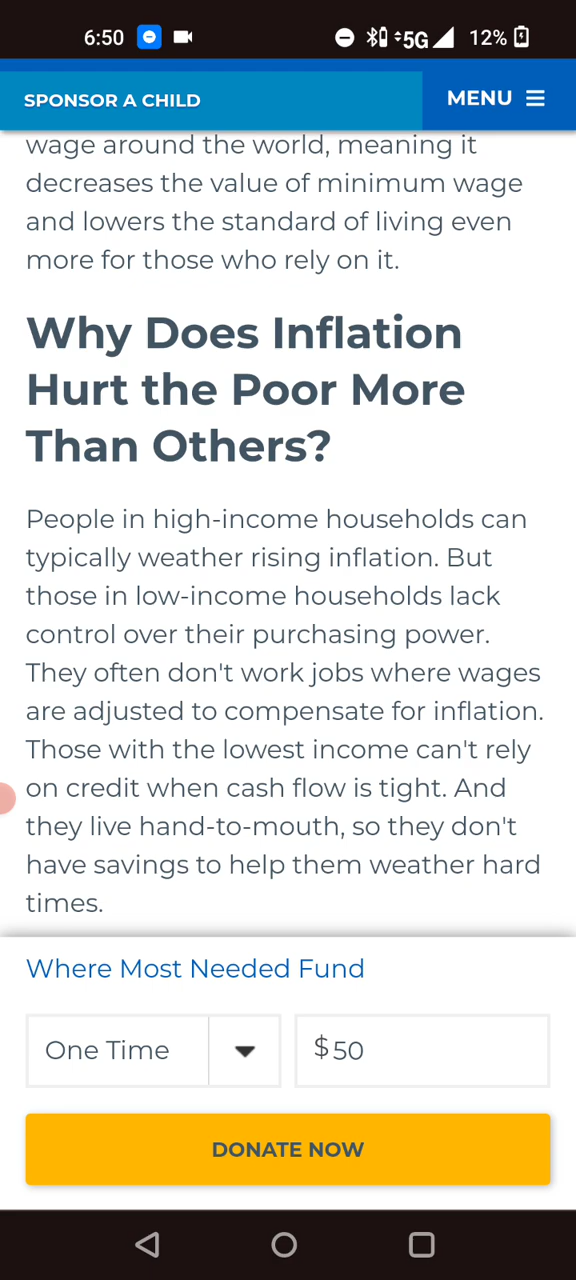 6:50
5G
12%
SPONSOR A CHILD
MENU
wage around the world, meaning it
decreases the value of minimum wage
and lowers the standard of living even
more for those who rely on it.
Why Does Inflation
Hurt the Poor More
Than Others?
People in high-income households can
typically weather rising inflation. But
those in low-income households lack
control over their purchasing power.
They often don't work jobs where wages
are adjusted to compensate for inflation.
Those with the lowest income can't rely
on credit when cash flow is tight. And
they live hand-to-mouth, so they don't
have savings to help them weather hard
times.
Where Most Needed Fund
One Time
$50
DONATE NOW